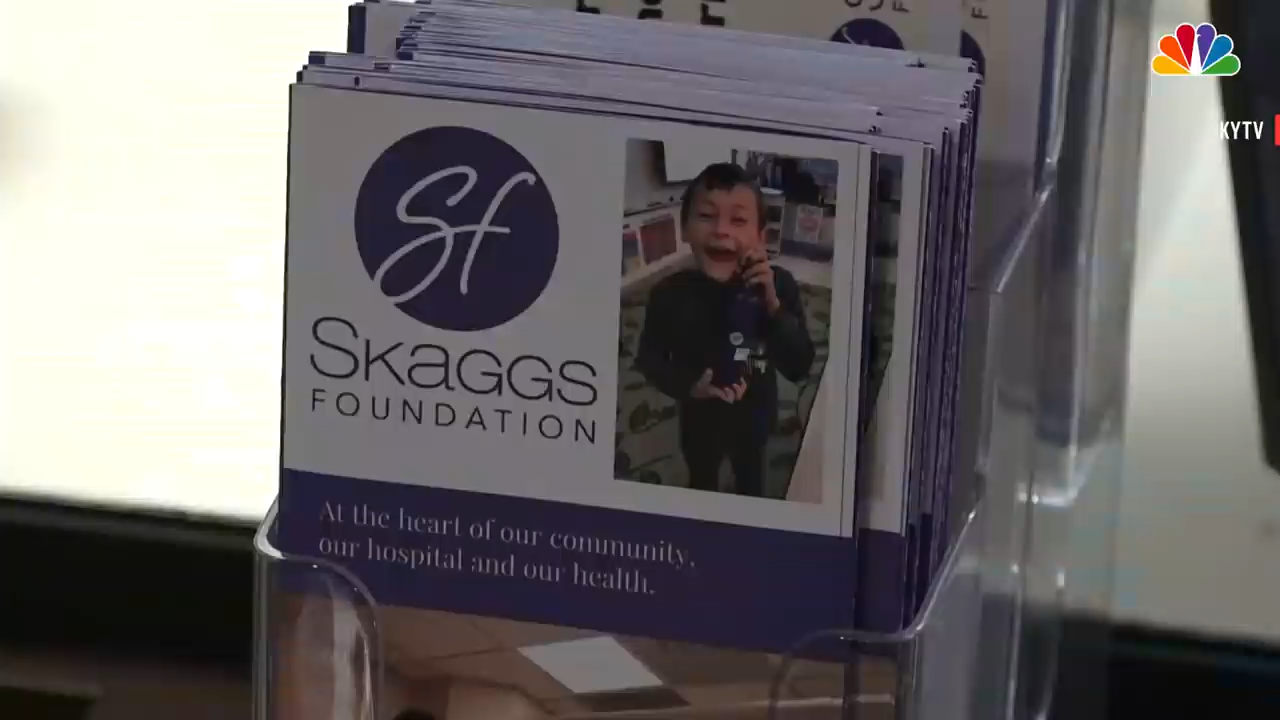 KYTV
Sf
SKaGGS
FOUNDATION
At the heart of our community,
our hospital and our health.